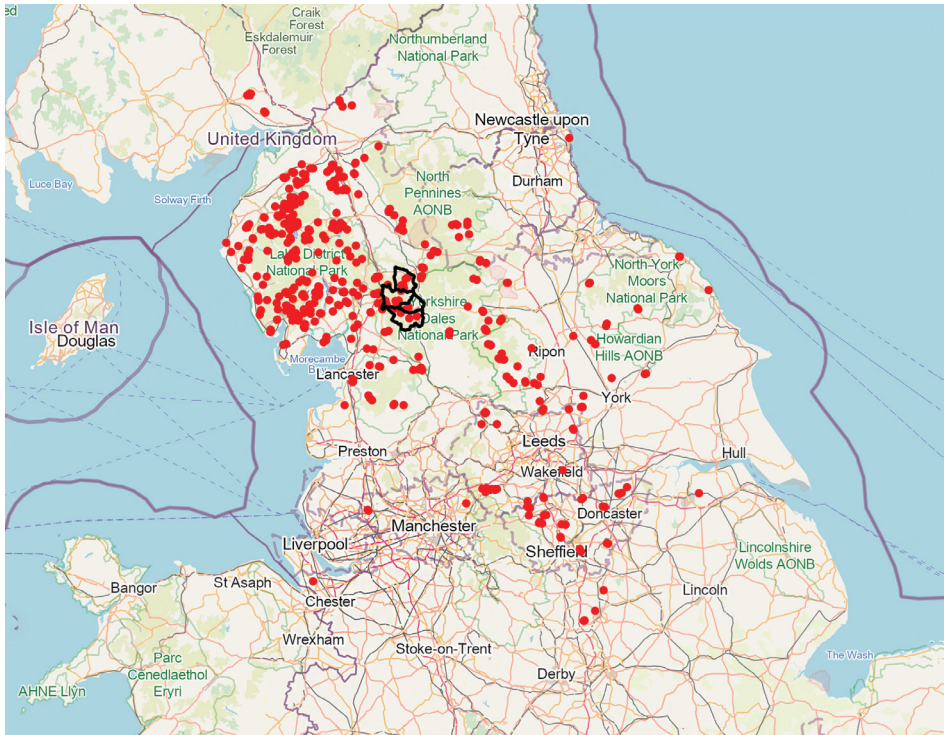 ed
Craik
Forest
Eskdalemuir
Forest
Northumberland
National Park
Newcastle upon
Tyne
United Kingdom
Luce Bay
Solway Firth
North
Pennines
AONB
Durham
Lake District
National Park
North York
Moors
National Park
Isle of Man
Douglas
Yorkshire
Dales
National Park
Howardian
Hills AONB
Ripon
Morecambe
Bay
Lancaster
York
Leeds
Preston
Hull
Wakefield
Doncaster
Manchester
Liverpool
Sheffield
Lincolnshire
Wolds AONB
Bangor
St Asaph
Chester
Lincoln
Wrexham
Stoke-on-Trent
Parc
Cenedlaethol
Eryri
Derby
The Wash
AHNE Llŷn